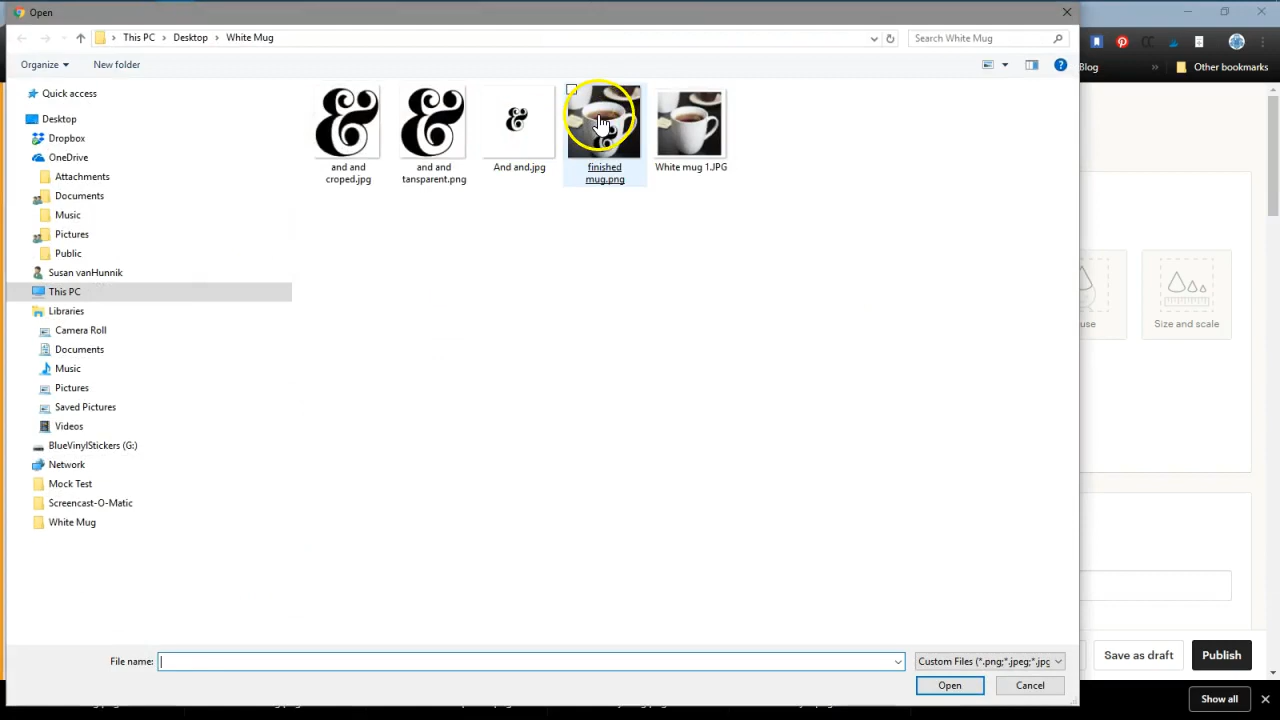 Open
This PC > Desktop > White Mug
Search White Mug
Organize
New folder
Blog
Other bookmarks
Quick access
Desktop
Dropbox
OneDrive
Attachments
Documents
Music
Pictures
Public
Susan vanHunnik
This PC
Libraries
Camera Roll
Documents
Music
Pictures
Saved Pictures
Videos
BlueVinylStickers (G:)
Network
Mock Test
Screencast-O-Matic
White Mug
and and
croped.jpg
and and
tansparent.png
And and.jpg
finished
mug.png
White mug 1.JPG
use
Size and scale
File name:
Custom Files (*.png;*.jpeg;*.jpg
Open
Cancel
Save as draft
Publish
Show all